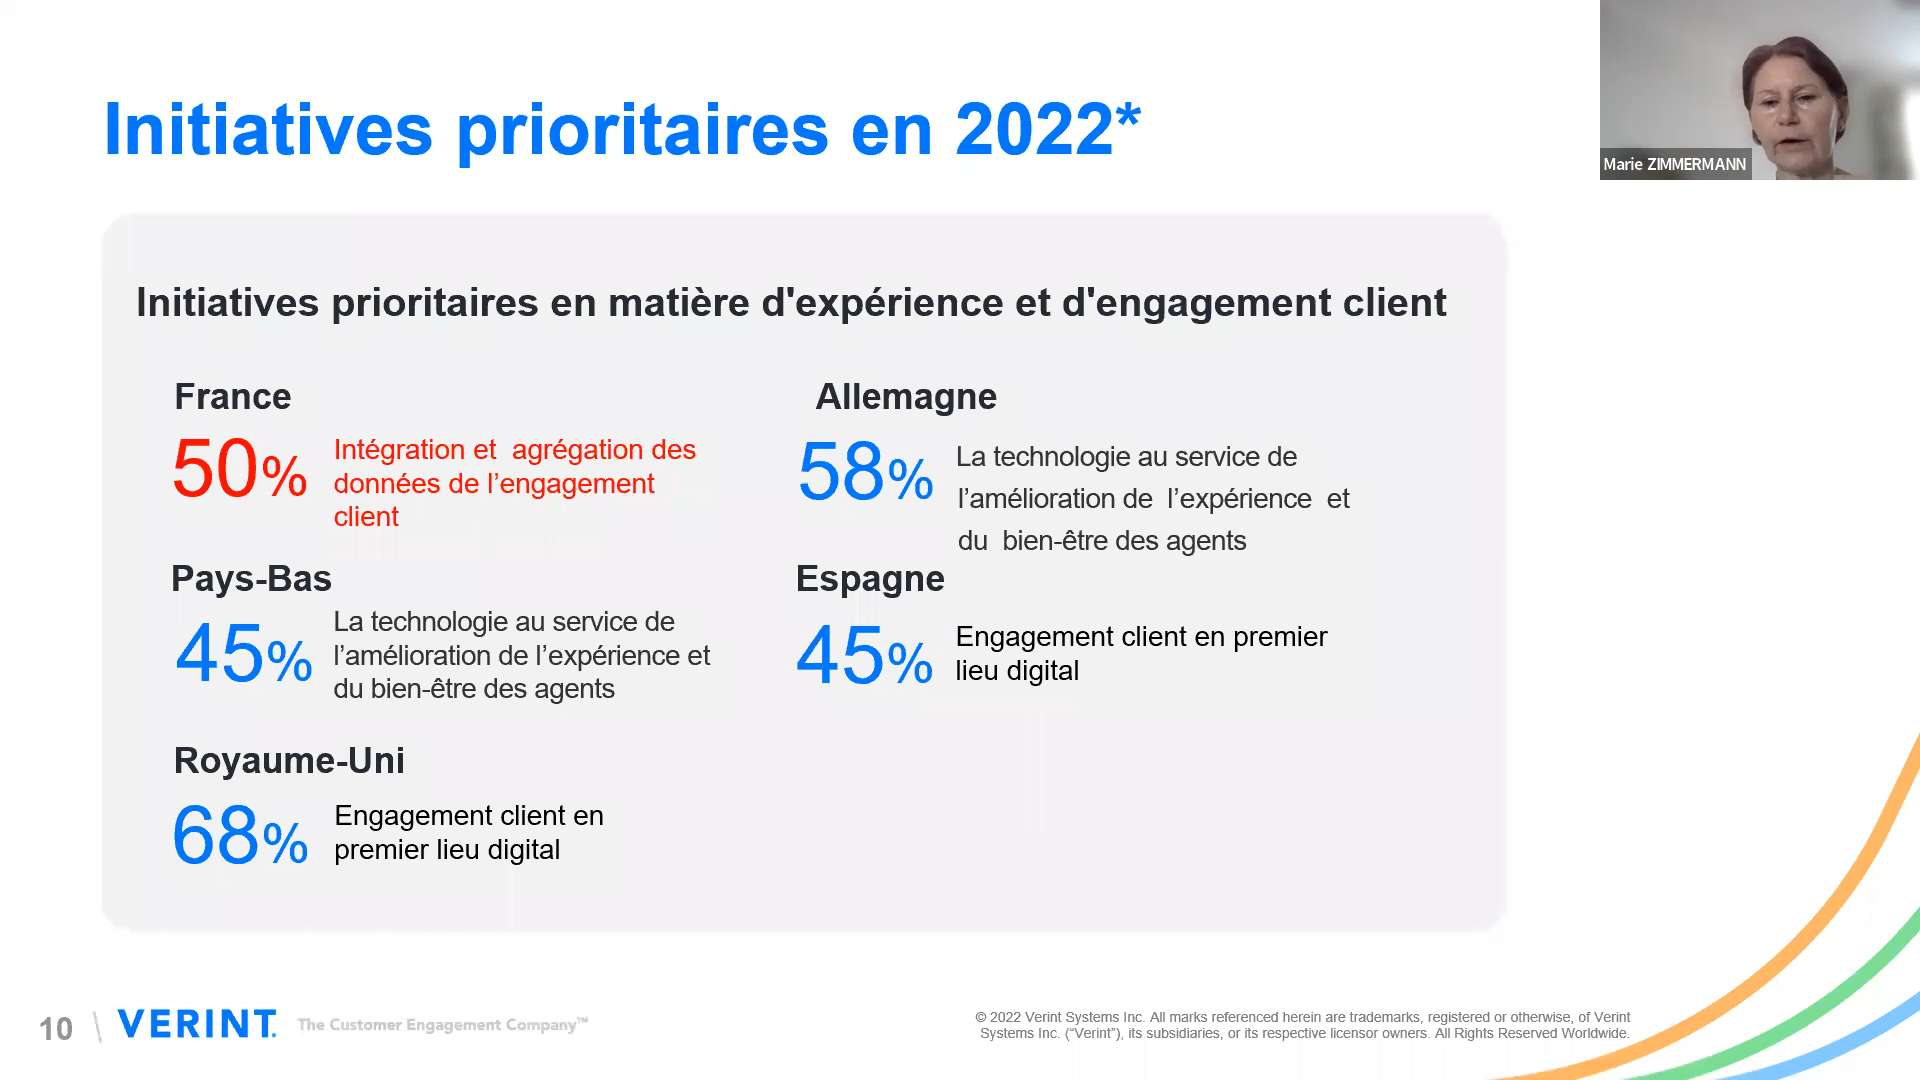 Initiatives prioritaires en 2022*
Marie ZIMMERMANN
Initiatives prioritaires en matière d'expérience et d'engagement client
France
50%
Intégration et  agrégation des
données de l’engagement
client
Allemagne
58%
La technologie au service de
l’amélioration de  l’expérience  et
du  bien-être des agents
Pays-Bas
45%
La technologie au service de
l’amélioration de l’expérience et
du bien-être des agents
Espagne
45%
Engagement client en premier
lieu digital
Royaume-Uni
68%
Engagement client en
premier lieu digital
10
VERINT.
The Customer Engagement Company™
© 2022 Verint Systems Inc. All marks referenced herein are trademarks, registered or otherwise, of Verint
Systems Inc. (“Verint”), its subsidiaries, or its respective licensor owners. All Rights Reserved Worldwide.